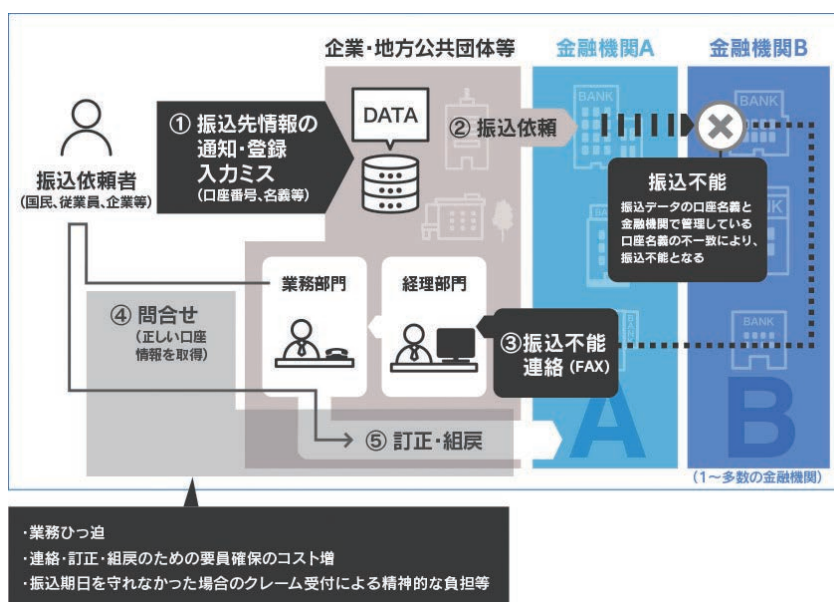 企業・地方公共団体等
金融機関A
金融機関B
振込依頼者
(国民、従業員、企業等)
① 振込先情報の
通知・登録
入力ミス
(口座番号、名義等)
DATA
② 振込依頼
BANK
BANK
振込不能
振込データの口座名義と
金融機関で管理している
口座名義の不一致により、
振込不能となる
④ 問合せ
(正しい口座
情報を取得)
業務部門
経理部門
③振込不能
連絡 (FAX)
BANK
⑤ 訂正・組戻
A
B
(1〜多数の金融機関)
・業務ひっ迫
・連絡・訂正・組戻のための要員確保のコスト増
・振込期日を守れなかった場合のクレーム受付による精神的な負担等